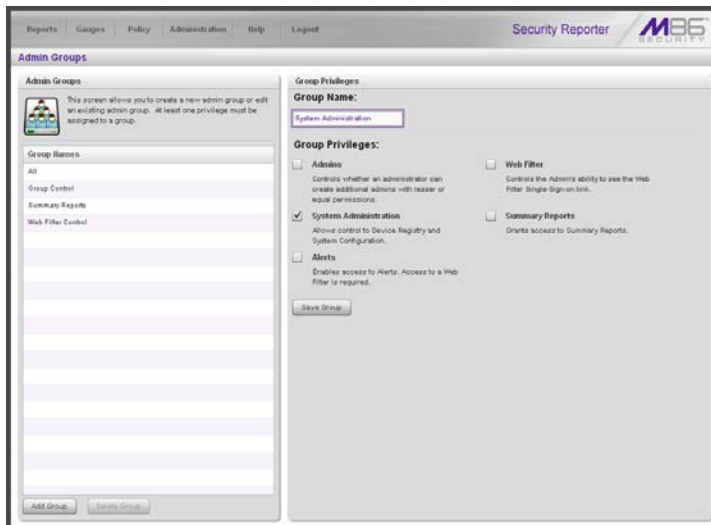 Reports Gauges Policy Administration Help Logout
Security Reporter
M86
SECURITY
Admin Groups
Admin Groups
This screen allows you to create a new admin group or edit
an existing admin group. At least one privilege must be
assigned to a group.
Group Names
All
Group Control
Summary Reports
Web Filter Control
Add Group
Delete Group
Group Privileges
Group Name:
System Administration
Group Privileges:
Admins
Controls whether an administrator can
create additional admins with lesser or
equal permissions.
Web Filter
Controls the Admin's ability to see the Web
Filter Single-Sign-on link.
System Administration
Allows control to Device Registry and
System Configuration.
Summary Reports
Grants access to Summary Reports.
Alerts
Enables access to Alerts. Access to a Web
Filter is required.
Save Group